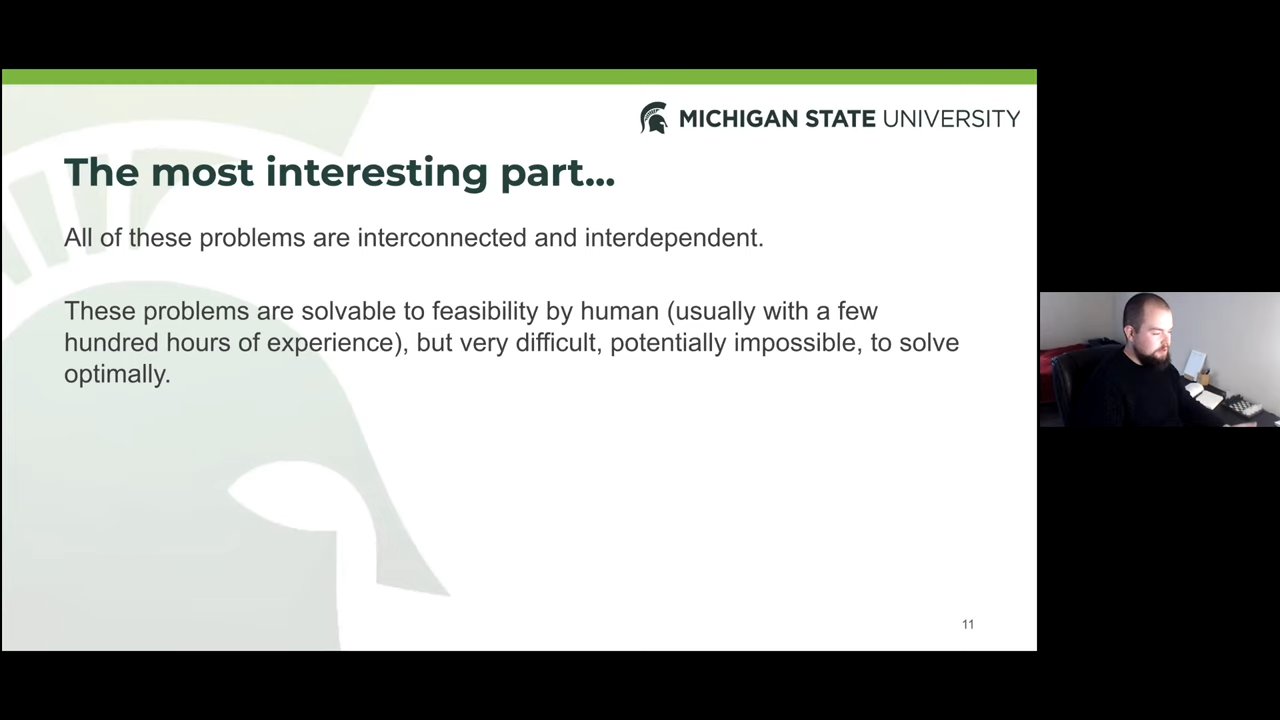 MICHIGAN STATE UNIVERSITY
The most interesting part...
All of these problems are interconnected and interdependent.
These problems are solvable to feasibility by human (usually with a few
hundred hours of experience), but very difficult, potentially impossible, to solve
optimally.
11